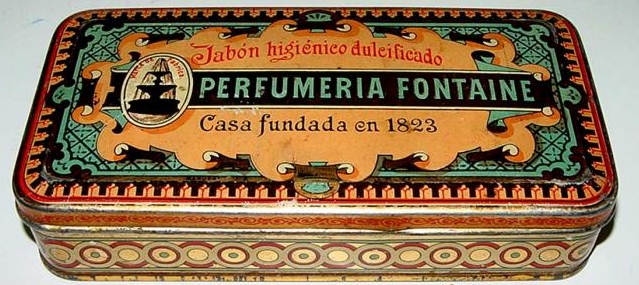 Jabón higiénico dulcificado
PERFUMERIA FONTAINE
Casa fundada en 1823